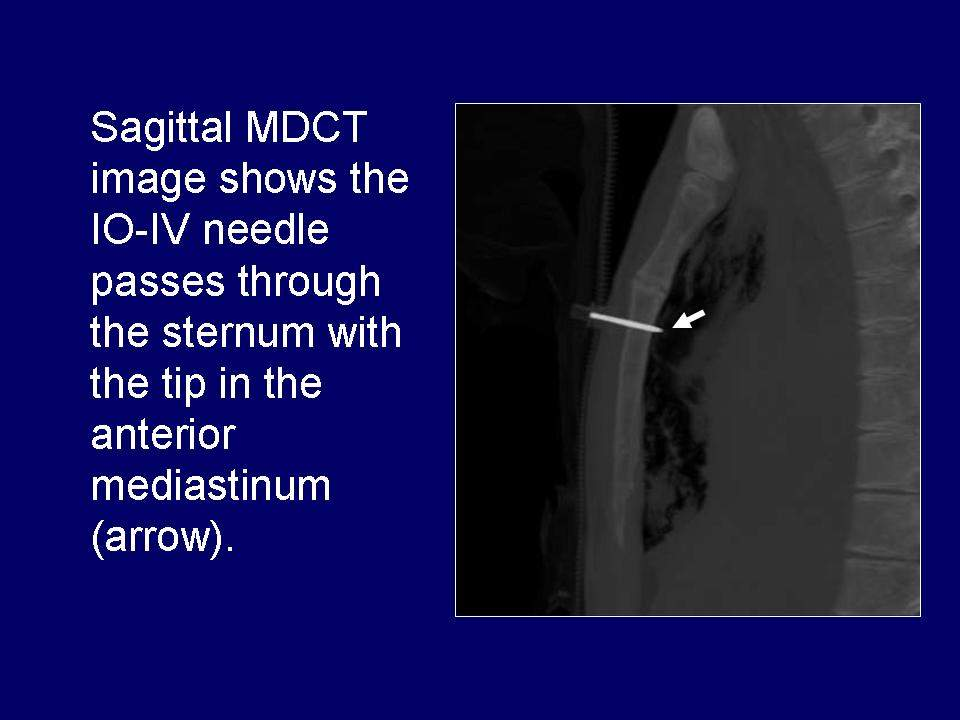 Sagittal MDCT
image shows the
IO-IV needle
passes through
the sternum with
the tip in the
anterior
mediastinum
(arrow).